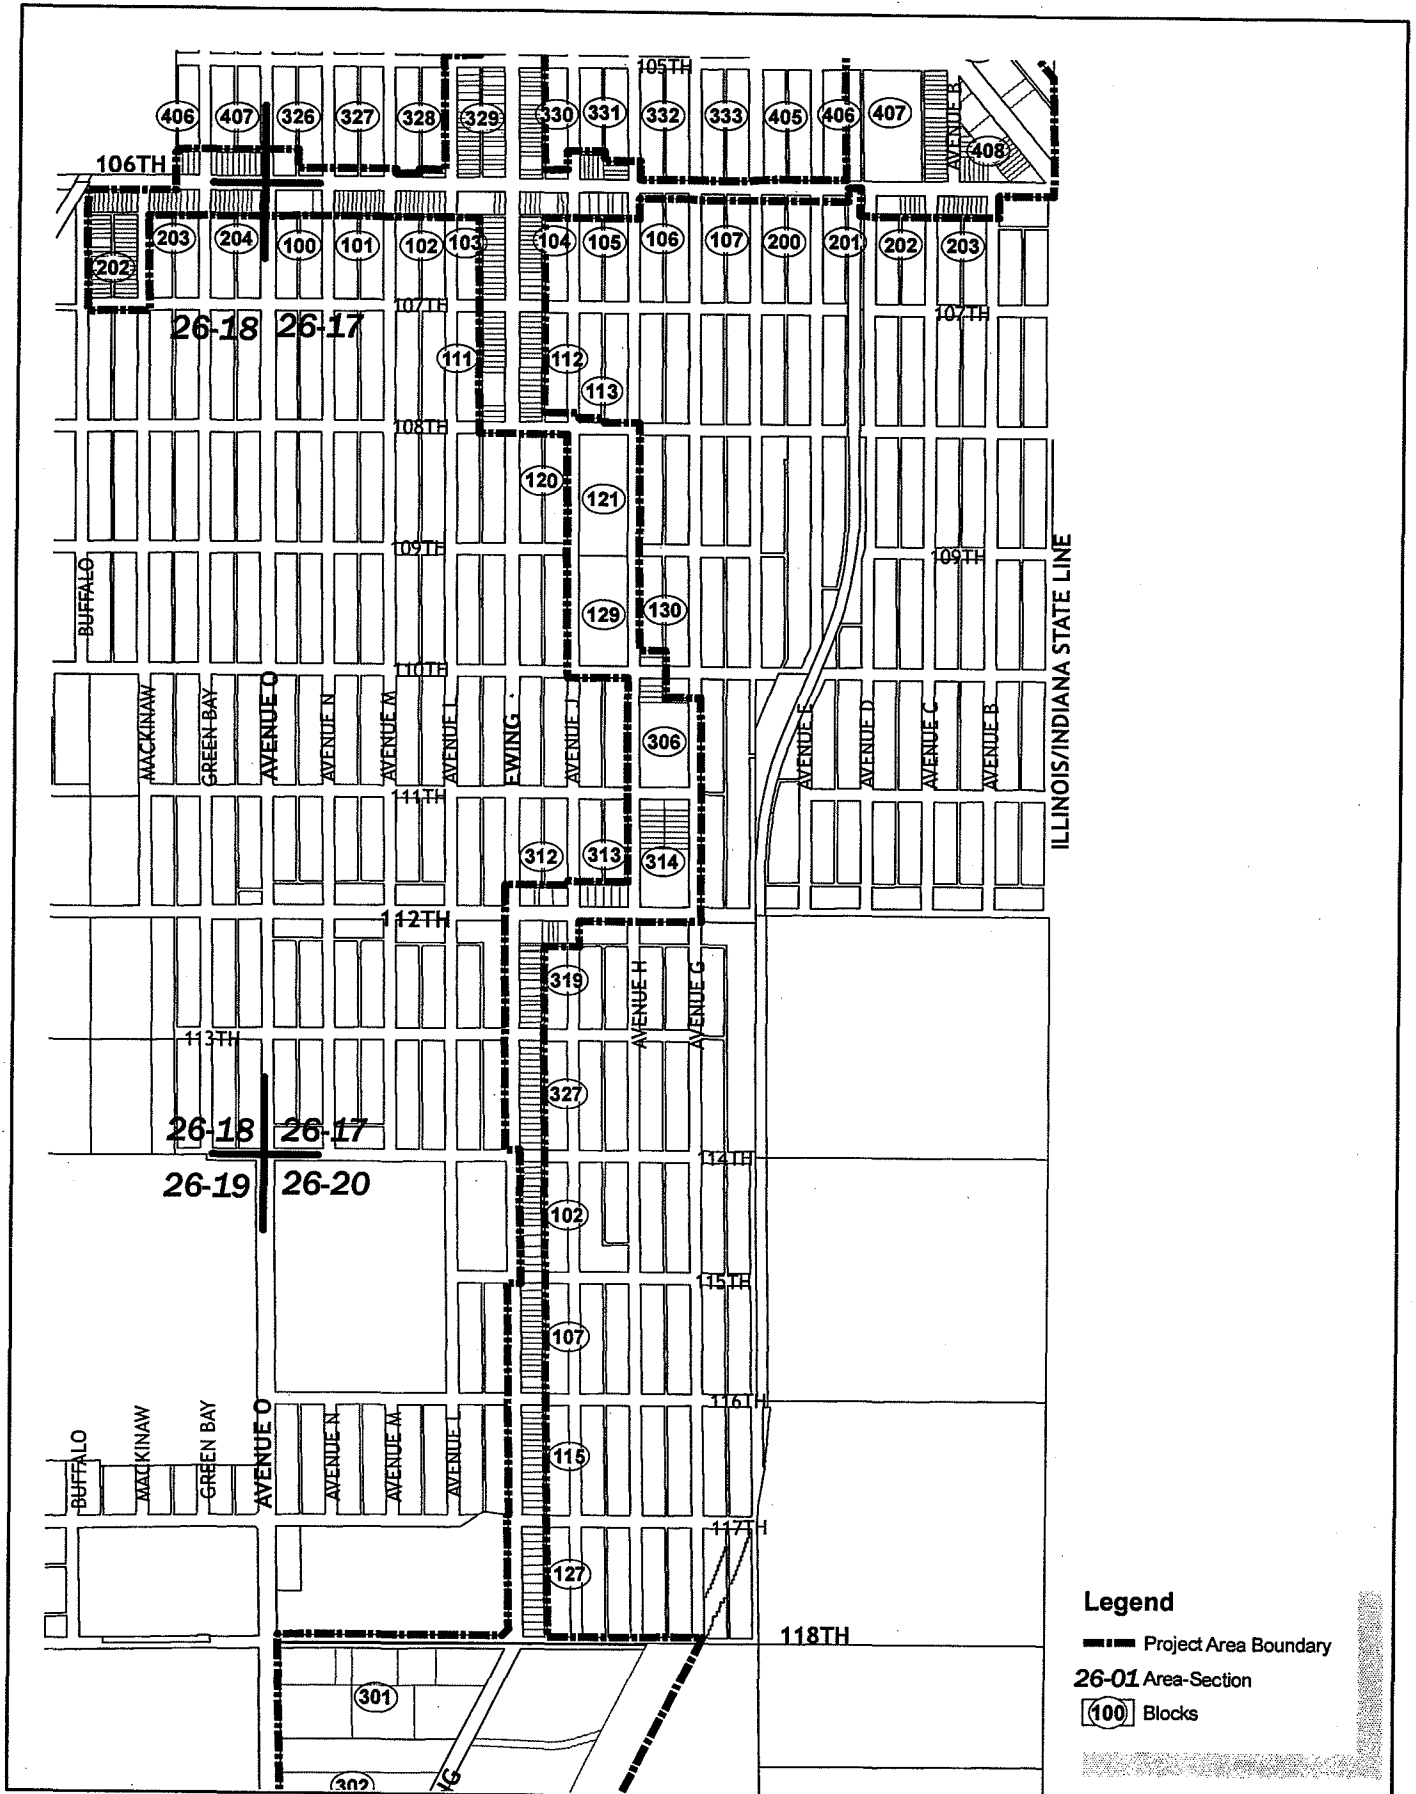 105TH
406 407 326 327 328 329 330 331 332 333 405 406 407
AVENUE B
408
106TH
203 204 100 101 102 103 104 105 106 107 200 201 202 203
202
107TH
107TH
26-18 26-17
111 112
113
108TH
120 121
109TH
109TH
BUFFALO
129 130
ILLINOIS/INDIANA STATE LINE
110TH
MACKINAW
GREEN BAY
AVENUE O
AVENUE N
AVENUE M
AVENUE L
EWING
AVENUE J
306
AVENUE E
AVENUE D
AVENUE C
AVENUE B
111TH
312 313 314
112TH
319
AVENUE H
AVENUE G
113TH
327
26-18 26-17
114TH
26-19 26-20
102
115TH
107
116TH
BUFFALO
MACKINAW
GREEN BAY
AVENUE O
AVENUE N
AVENUE M
AVENUE L
115
117TH
127
118TH
301
302
Legend
Project Area Boundary
26-01 Area-Section
100 Blocks